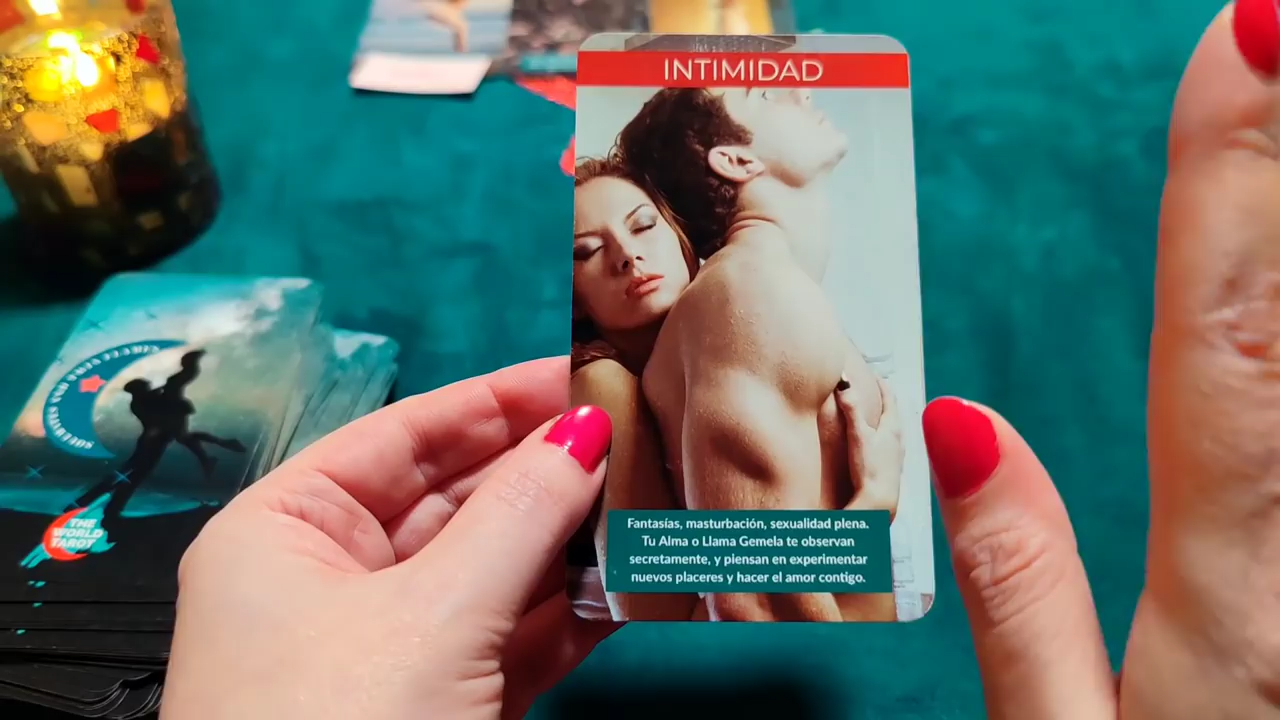 INTIMIDAD
Fantasías, masturbación, sexualidad plena.
Tu Alma o Llama Gemela te observan
secretamente, y piensan en experimentar
nuevos placeres y hacer el amor contigo.
THE
WORLD
TAROT